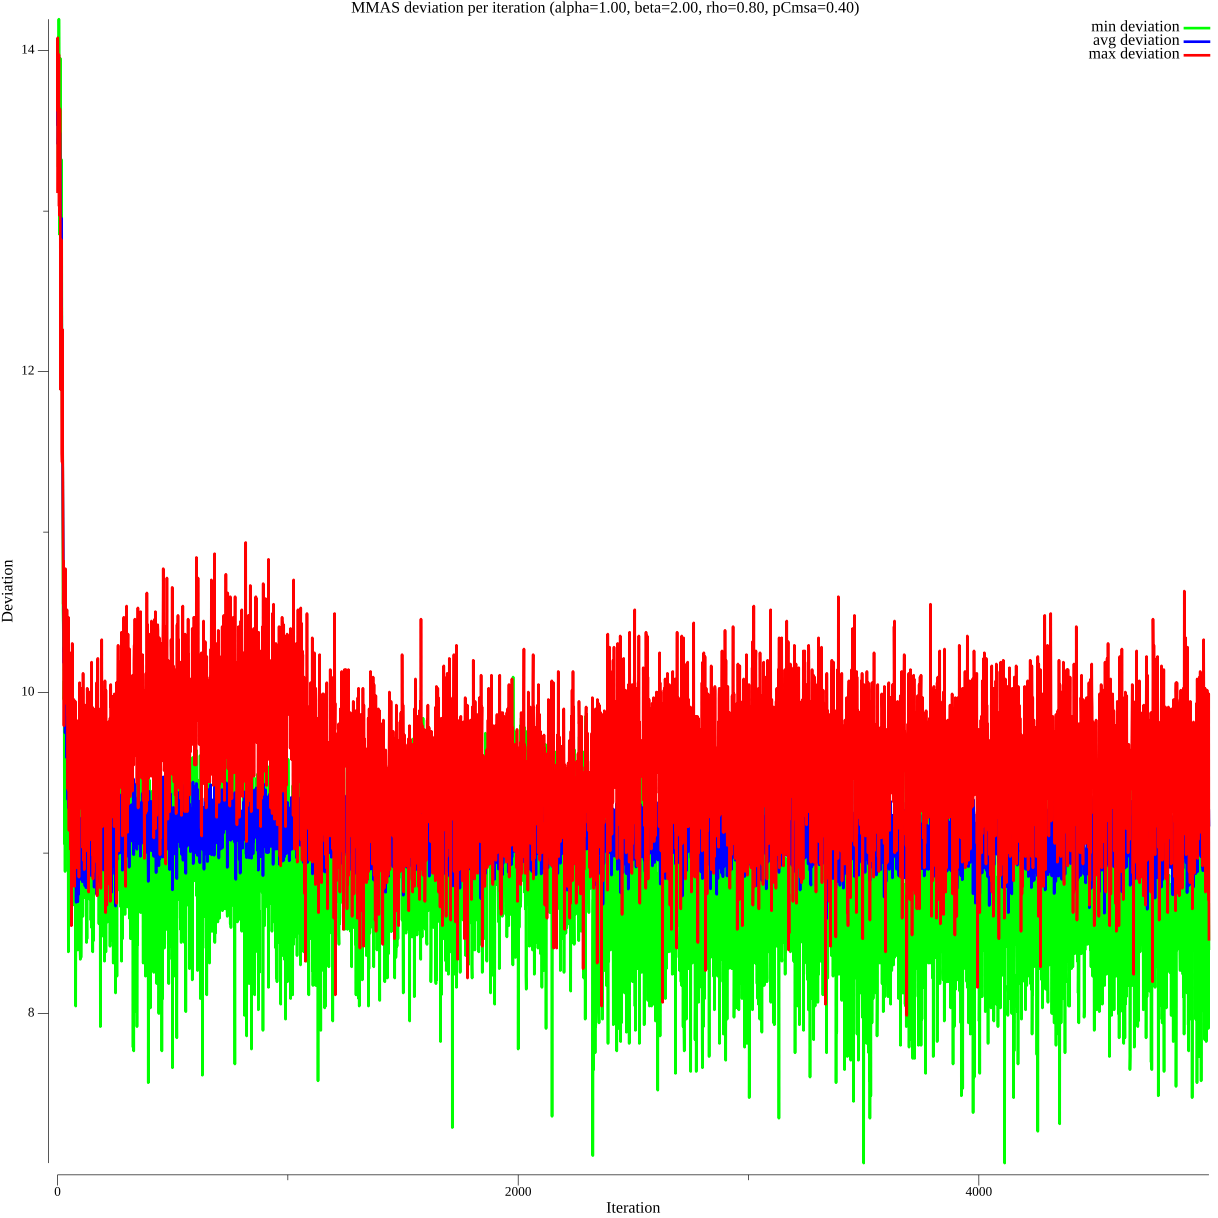 MMAS deviation per iteration (alpha=1.00, beta=2.00, rho=0.80, pCmsa=0.40)
min deviation
avg deviation
max deviation
14
12
10
8
Deviation
0
2000
4000
Iteration